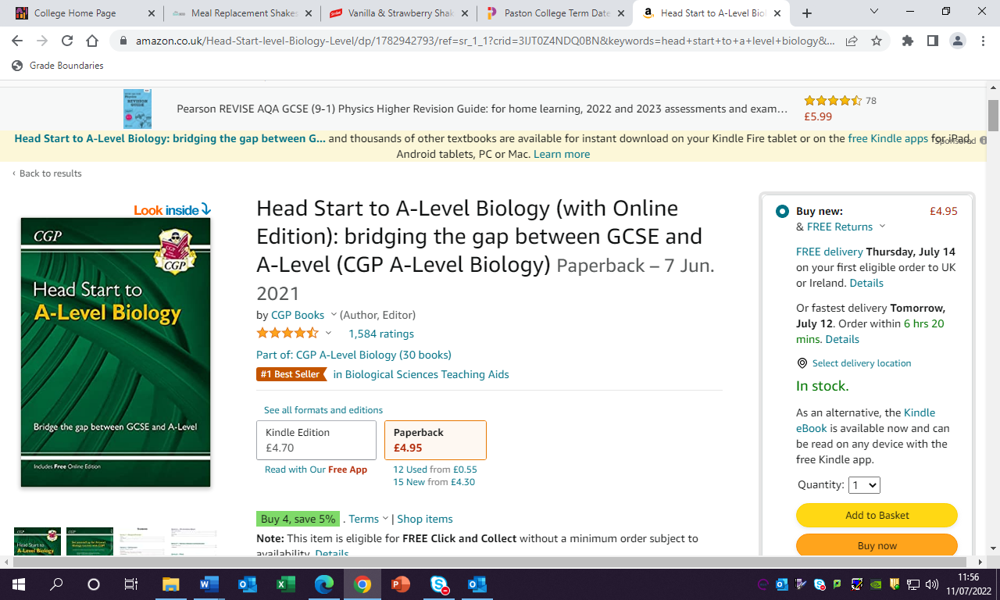 College Home Page
Meal Replacement Shakes
Vanilla & Strawberry Shak
Paston College Term Date
Head Start to A-Level Biol
amazon.co.uk/Head-Start-level-Biology-Level/dp/1782942793/ref=sr_1_1?crid=3IJT0Z4NDQ0BN&keywords=head+start+to+a+level+biology&...
Grade Boundaries
Pearson REVISE AQA GCSE (9-1) Physics Higher Revision Guide: for home learning, 2022 and 2023 assessments and exam...
78
£5.99
Sponsored
Head Start to A-Level Biology: bridging the gap between G... and thousands of other textbooks are available for instant download on your Kindle Fire tablet or on the free Kindle apps for iPad,
Android tablets, PC or Mac. Learn more
‹ Back to results
Look inside
CGP
CGP
Head Start to
A-Level Biology
Bridge the gap between GCSE and A-Level
Includes Free Online Edition
Head Start to A-Level Biology (with Online
Edition): bridging the gap between GCSE and
A-Level (CGP A-Level Biology) Paperback – 7 Jun.
2021
by CGP Books (Author, Editor)
1,584 ratings
Part of: CGP A-Level Biology (30 books)
#1 Best Seller in Biological Sciences Teaching Aids
See all formats and editions
Kindle Edition
£4.70
Read with Our Free App
Paperback
£4.95
12 Used from £0.55
15 New from £4.30
Buy 4, save 5% . Terms | Shop items
Note: This item is eligible for FREE Click and Collect without a minimum order subject to
availability. Details
Buy new: £4.95
& FREE Returns
FREE delivery Thursday, July 14
on your first eligible order to UK
or Ireland. Details
Or fastest delivery Tomorrow,
July 12. Order within 6 hrs 20
mins. Details
Select delivery location
In stock.
As an alternative, the Kindle
eBook is available now and can
be read on any device with the
free Kindle app.
Quantity: 1
Add to Basket
Buy now
Head Start to
A-Level Biology
11:56
11/07/2022